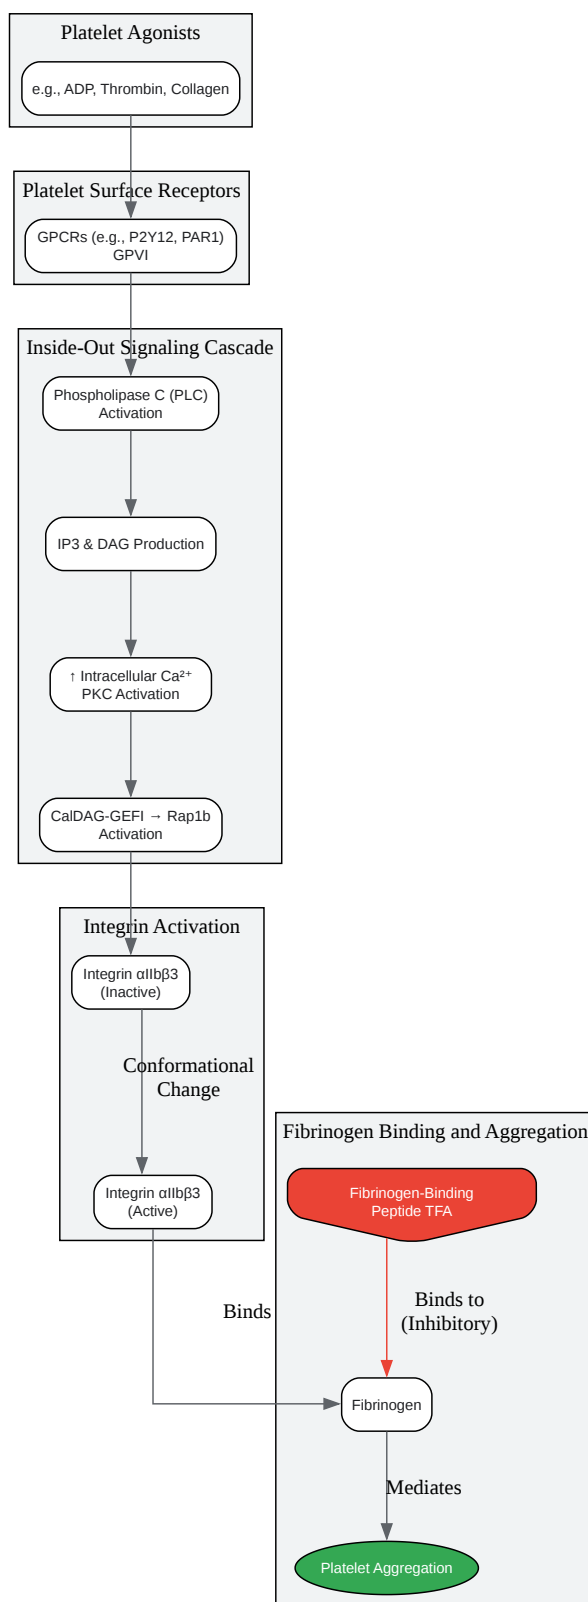 Platelet Agonists
e.g., ADP, Thrombin, Collagen
Platelet Surface Receptors
GPCRs (e.g., P2Y12, PAR1)
GPVI
Inside-Out Signaling Cascade
Phospholipase C (PLC)
Activation
IP3 & DAG Production
↑ Intracellular Ca²⁺
PKC Activation
CalDAG-GEFI → Rap1b
Activation
Integrin Activation
Integrin αIIbβ3
(Inactive)
Conformational
Change
Integrin αIIbβ3
(Active)
Binds
Fibrinogen Binding and Aggregation
Fibrinogen-Binding
Peptide TFA
Binds to
(Inhibitory)
Fibrinogen
Mediates
Platelet Aggregation